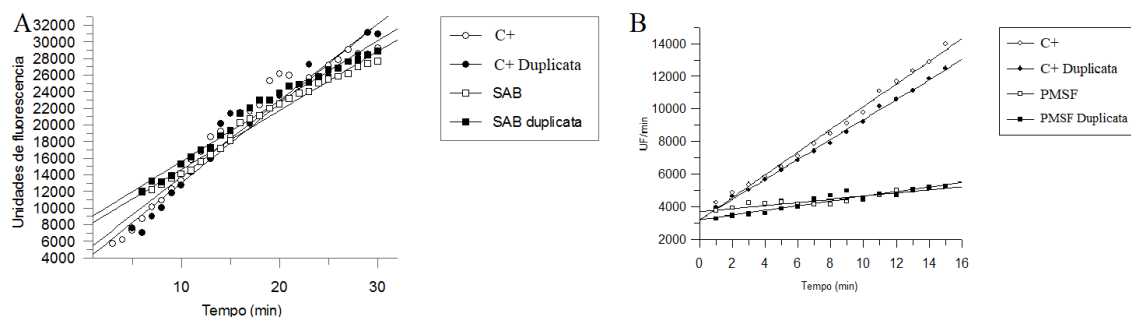 A
Unidades de fluorescencia
32000
30000
28000
26000
24000
22000
20000
18000
16000
14000
12000
10000
8000
6000
4000
10
20
30
Tempo (min)
C+
C+ Duplicata
SAB
SAB duplicata
B
UF/min
14000
12000
10000
8000
6000
4000
2000
0
2
4
6
8
10
12
14
16
Tempo (min)
C+
C+ Duplicata
PMSF
PMSF Duplicata